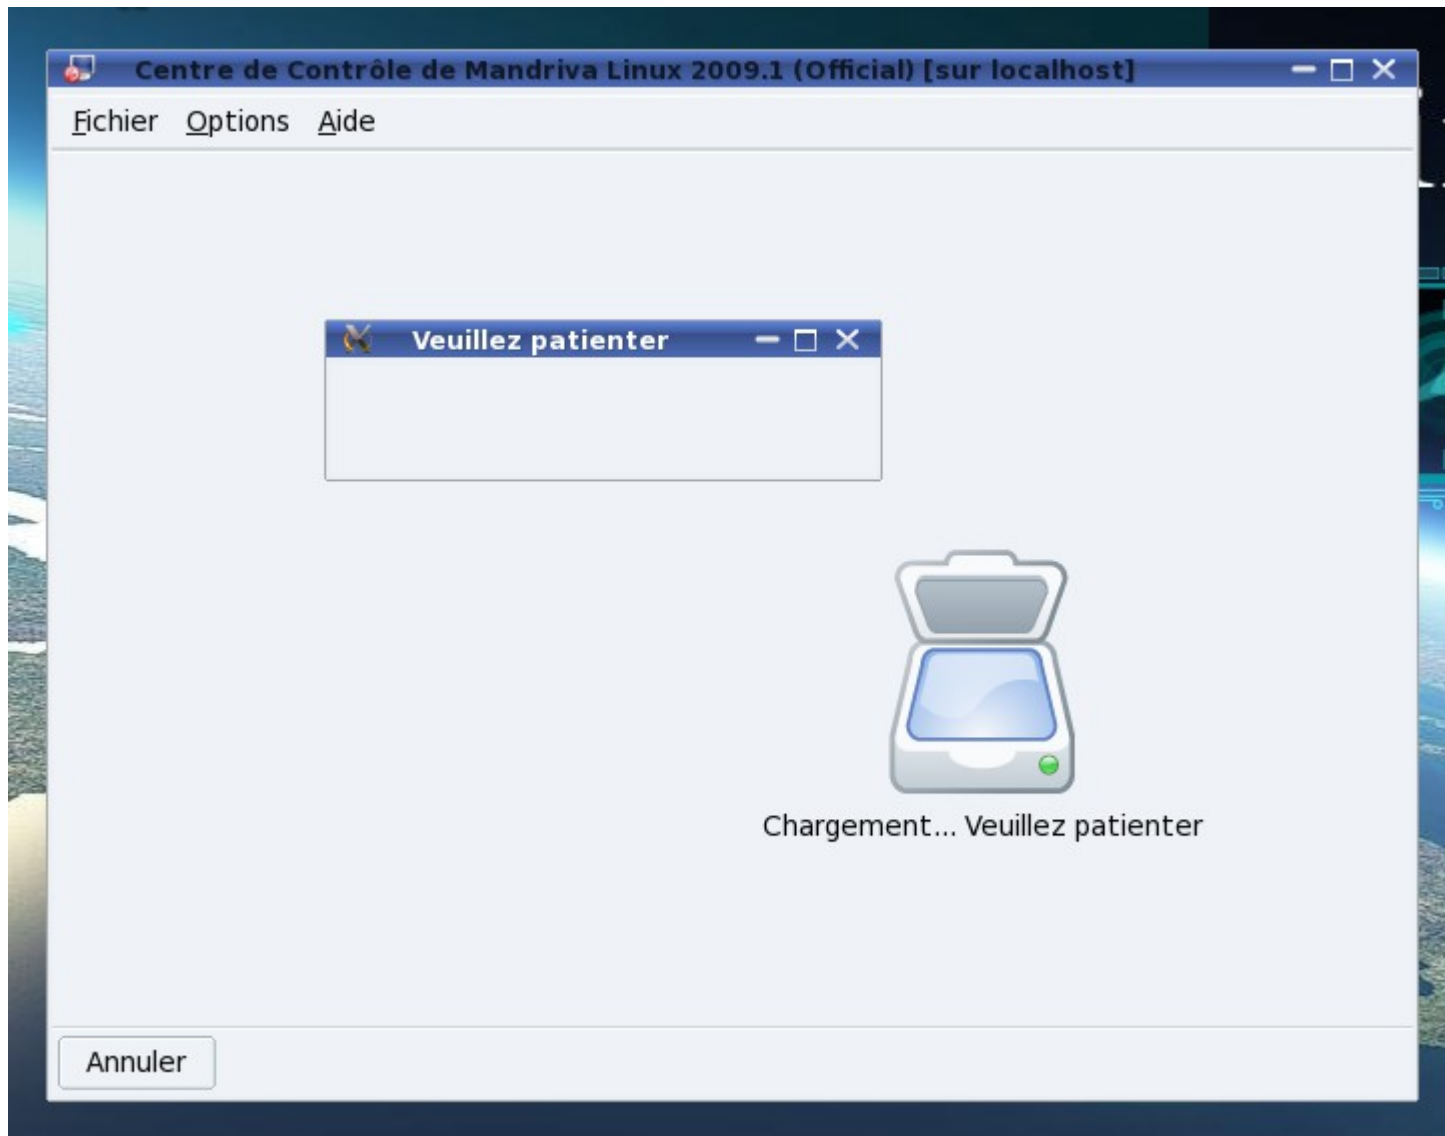 Centre de Contrôle de Mandriva Linux 2009.1 (Official) [sur localhost]
Fichier Options Aide
Veuillez patienter
Chargement... Veuillez patienter
Annuler